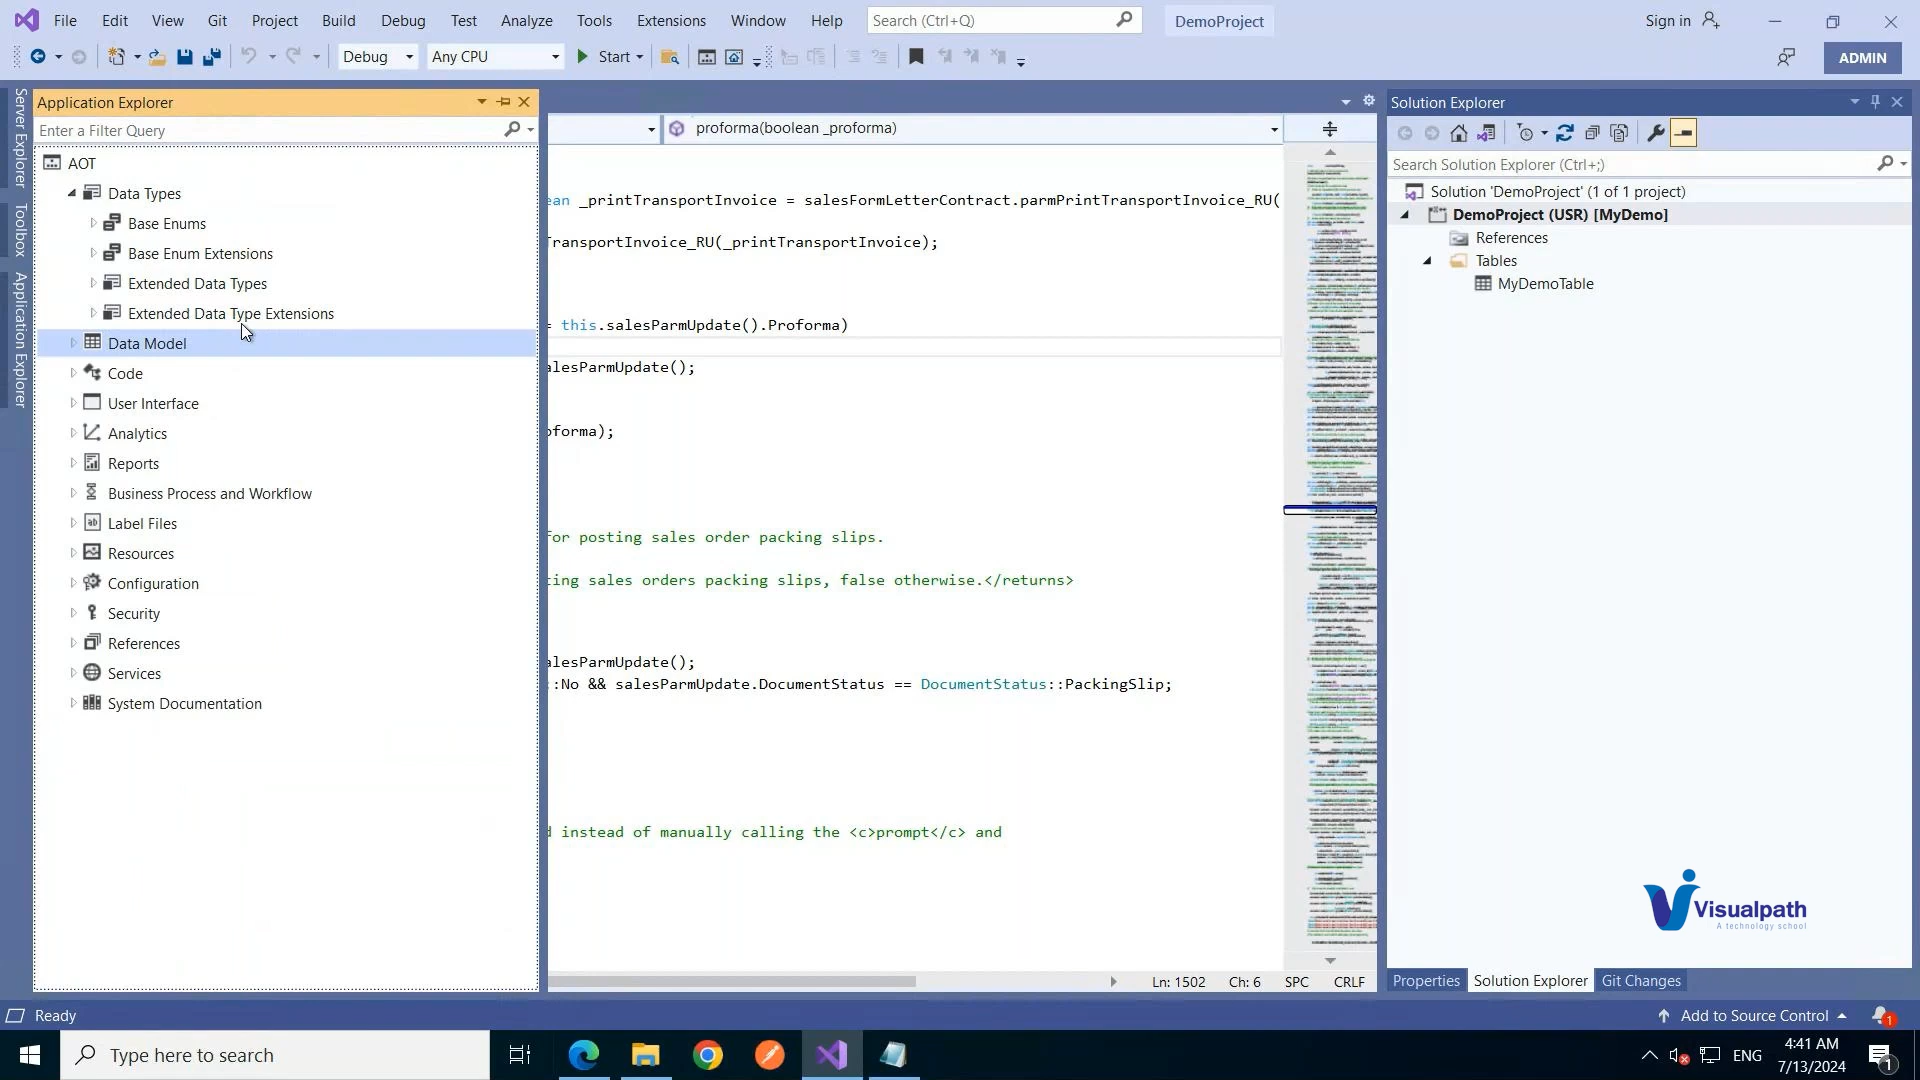 File Edit View Git Project Build Debug Test Analyze Tools Extensions Window Help Search (Ctrl+Q) DemoProject Sign in
Debug Any CPU Start ADMIN
Server Explorer
Toolbox
Application Explorer
Application Explorer
Enter a Filter Query
AOT
Data Types
Base Enums
Base Enum Extensions
Extended Data Types
Extended Data Type Extensions
Data Model
Code
User Interface
Analytics
Reports
Business Process and Workflow
Label Files
Resources
Configuration
Security
References
Services
System Documentation
proforma(boolean _proforma)
ean _printTransportInvoice = salesFormLetterContract.parmPrintTransportInvoice_RU(
TransportInvoice_RU(_printTransportInvoice);
= this.salesParmUpdate().Proforma)
alesParmUpdate();
oforma);
for posting sales order packing slips.
ting sales orders packing slips, false otherwise.</returns>
alesParmUpdate();
::No && salesParmUpdate.DocumentStatus == DocumentStatus::PackingSlip;
d instead of manually calling the <c>prompt</c> and
Ln: 1502 Ch: 6 SPC CRLF
Solution Explorer
Search Solution Explorer (Ctrl+;)
Solution 'DemoProject' (1 of 1 project)
DemoProject (USR) [MyDemo]
References
Tables
MyDemoTable
Visualpath
A technology school
Properties Solution Explorer Git Changes
Ready Add to Source Control 1
Type here to search ENG 4:41 AM
7/13/2024 1